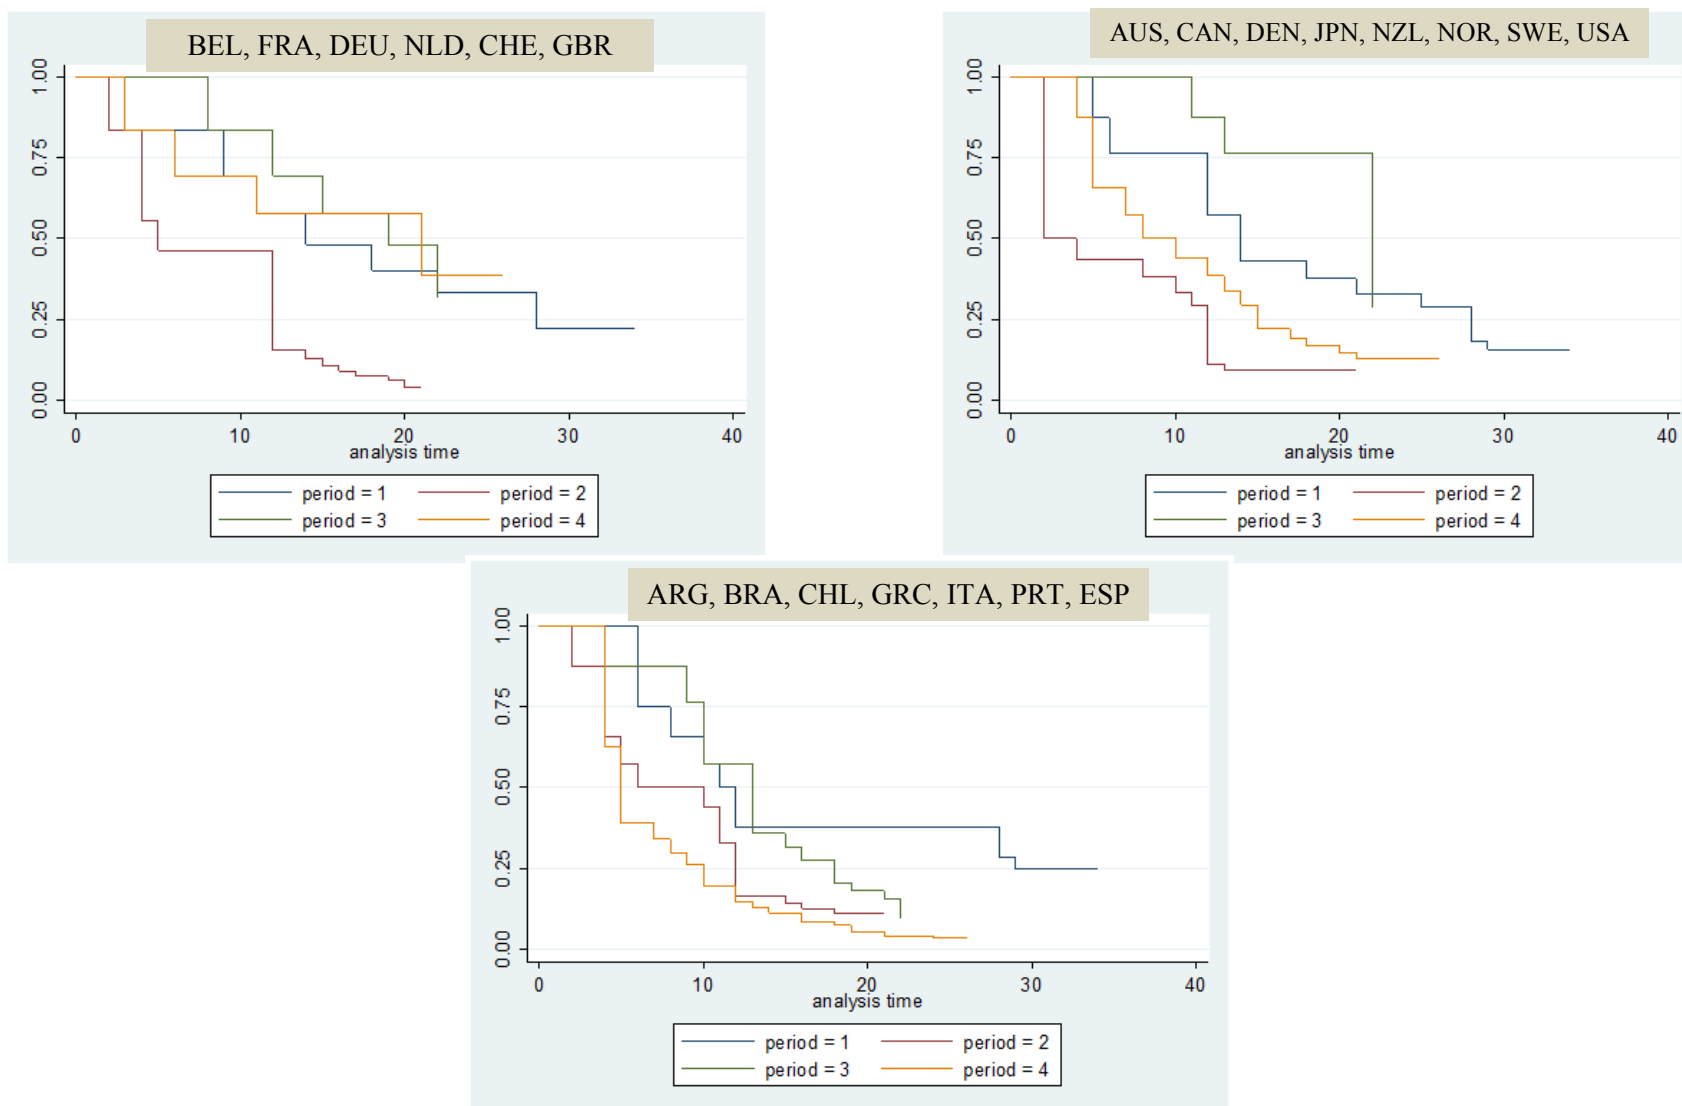 BEL, FRA, DEU, NLD, CHE, GBR
1.00
0.75
0.50
0.25
0.00
0 10 20 30 40
analysis time
period = 1 period = 2
period = 3 period = 4
AUS, CAN, DEN, JPN, NZL, NOR, SWE, USA
1.00
0.75
0.50
0.25
0.00
0 10 20 30 40
analysis time
period = 1 period = 2
period = 3 period = 4
ARG, BRA, CHL, GRC, ITA, PRT, ESP
1.00
0.75
0.50
0.25
0.00
0 10 20 30 40
analysis time
period = 1 period = 2
period = 3 period = 4